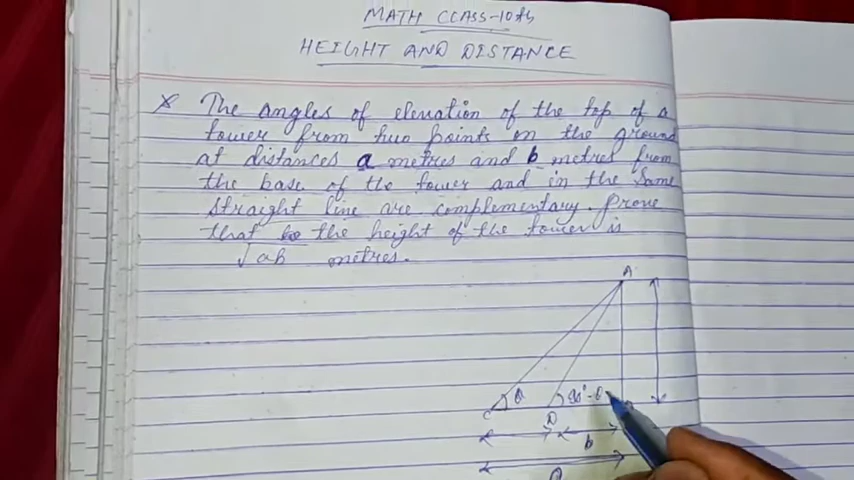 MATH CLASS-10th
HEIGHT AND DISTANCE
* The angles of elevation of the top of a
tower from two points on the ground
at distances a metres and b metres from
the base of the tower and in the same
straight line are complementary. Prove
that the height of the tower is
√ab metres.
A
θ
90°-θ
C
D
b
a